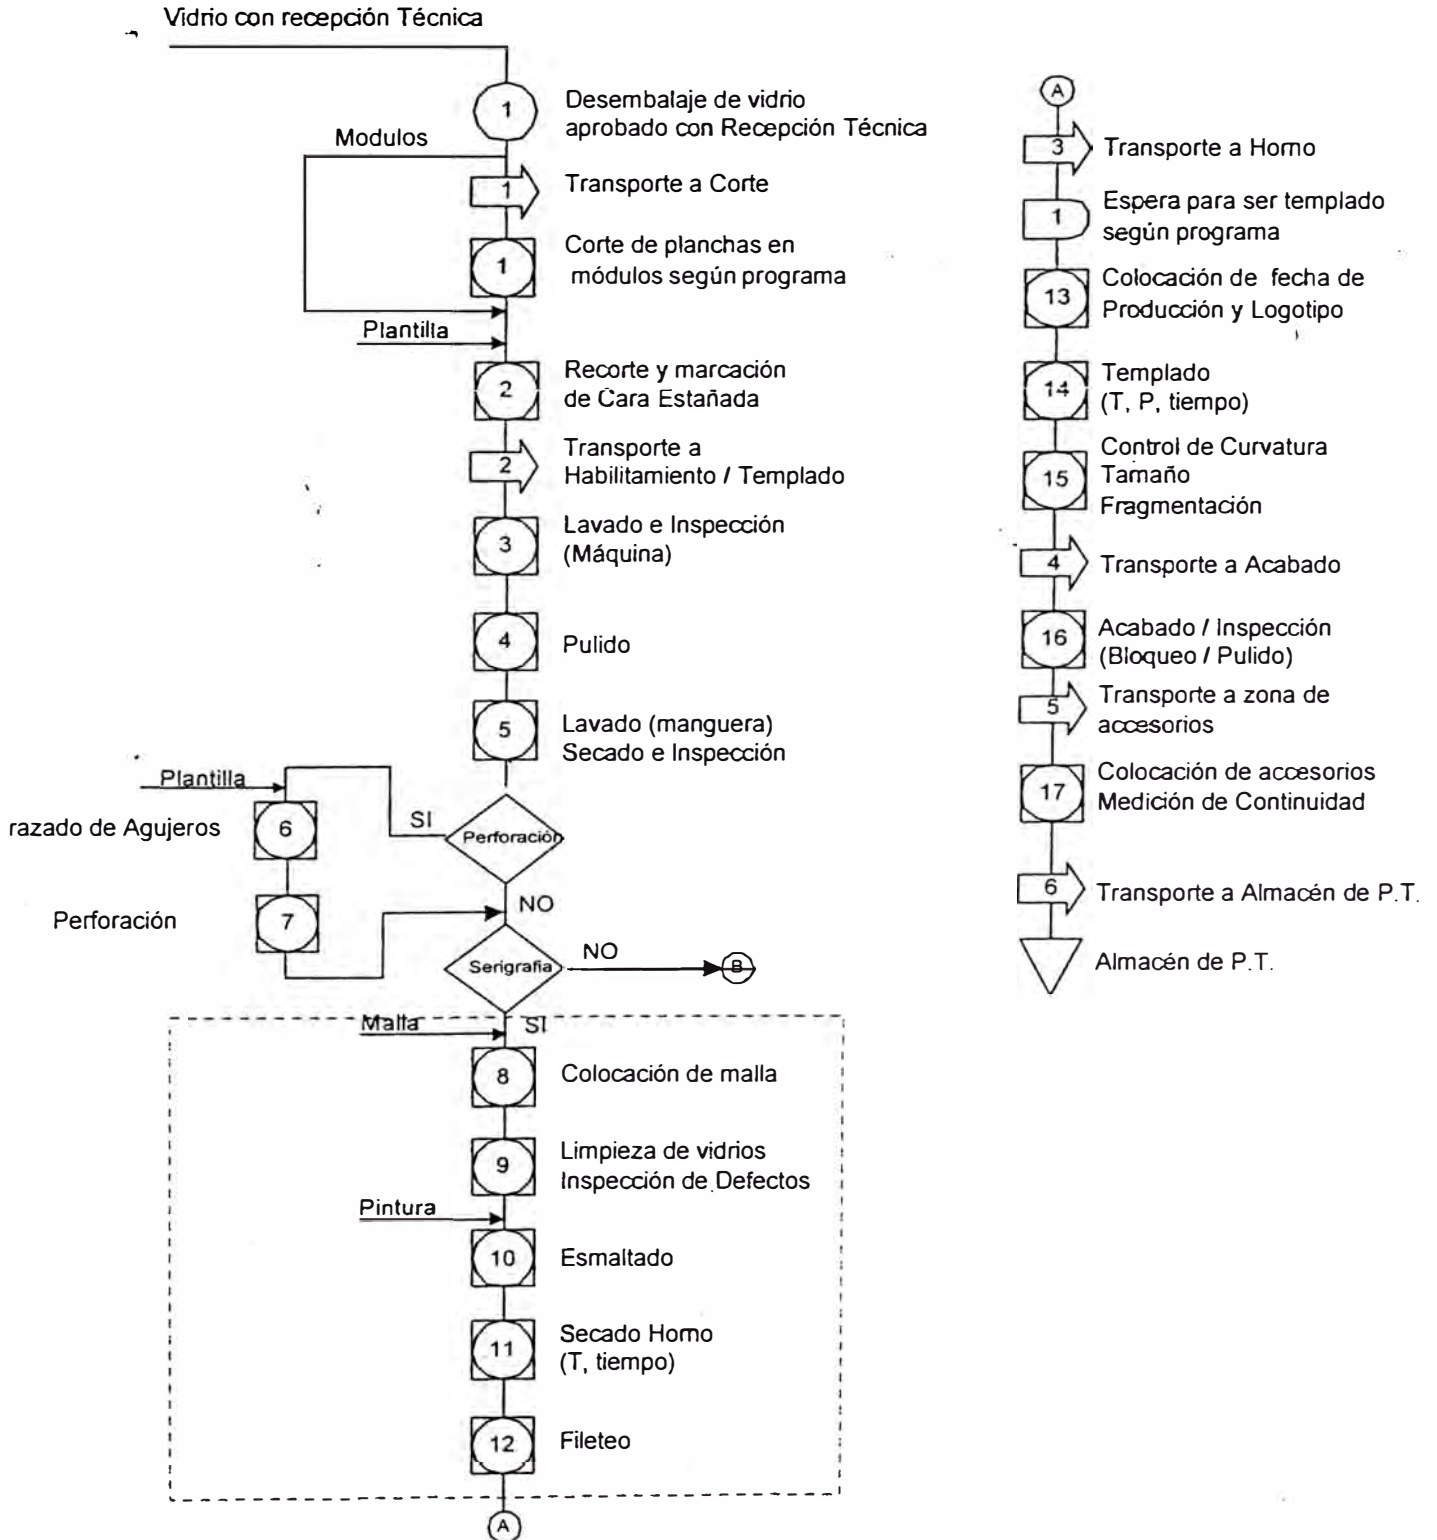 Vidrio con recepción Técnica
1
Desembalaje de vidrio
aprobado con Recepción Técnica
Modulos
1
Transporte a Corte
1
Corte de planchas en
módulos según programa
Plantilla
2
Recorte y marcación
de Cara Estañada
2
Transporte a
Habilitamiento / Templado
3
Lavado e Inspección
(Máquina)
4
Pulido
5
Lavado (manguera)
Secado e Inspección
Plantilla
razado de Agujeros
6
SI
Perforación
Perforación
7
NO
Serigrafia
NO
B
Malla
SI
8
Colocación de malla
9
Limpieza de vidrios
Inspección de Defectos
Pintura
10
Esmaltado
11
Secado Horno
(T, tiempo)
12
Fileteo
A
A
3
Transporte a Horno
1
Espera para ser templado
según programa
13
Colocación de fecha de
Producción y Logotipo
14
Templado
(T, P, tiempo)
15
Control de Curvatura
Tamaño
Fragmentación
4
Transporte a Acabado
16
Acabado / Inspección
(Bloqueo / Pulido)
5
Transporte a zona de
accesorios
17
Colocación de accesorios
Medición de Continuidad
6
Transporte a Almacén de P.T.
Almacén de P.T.